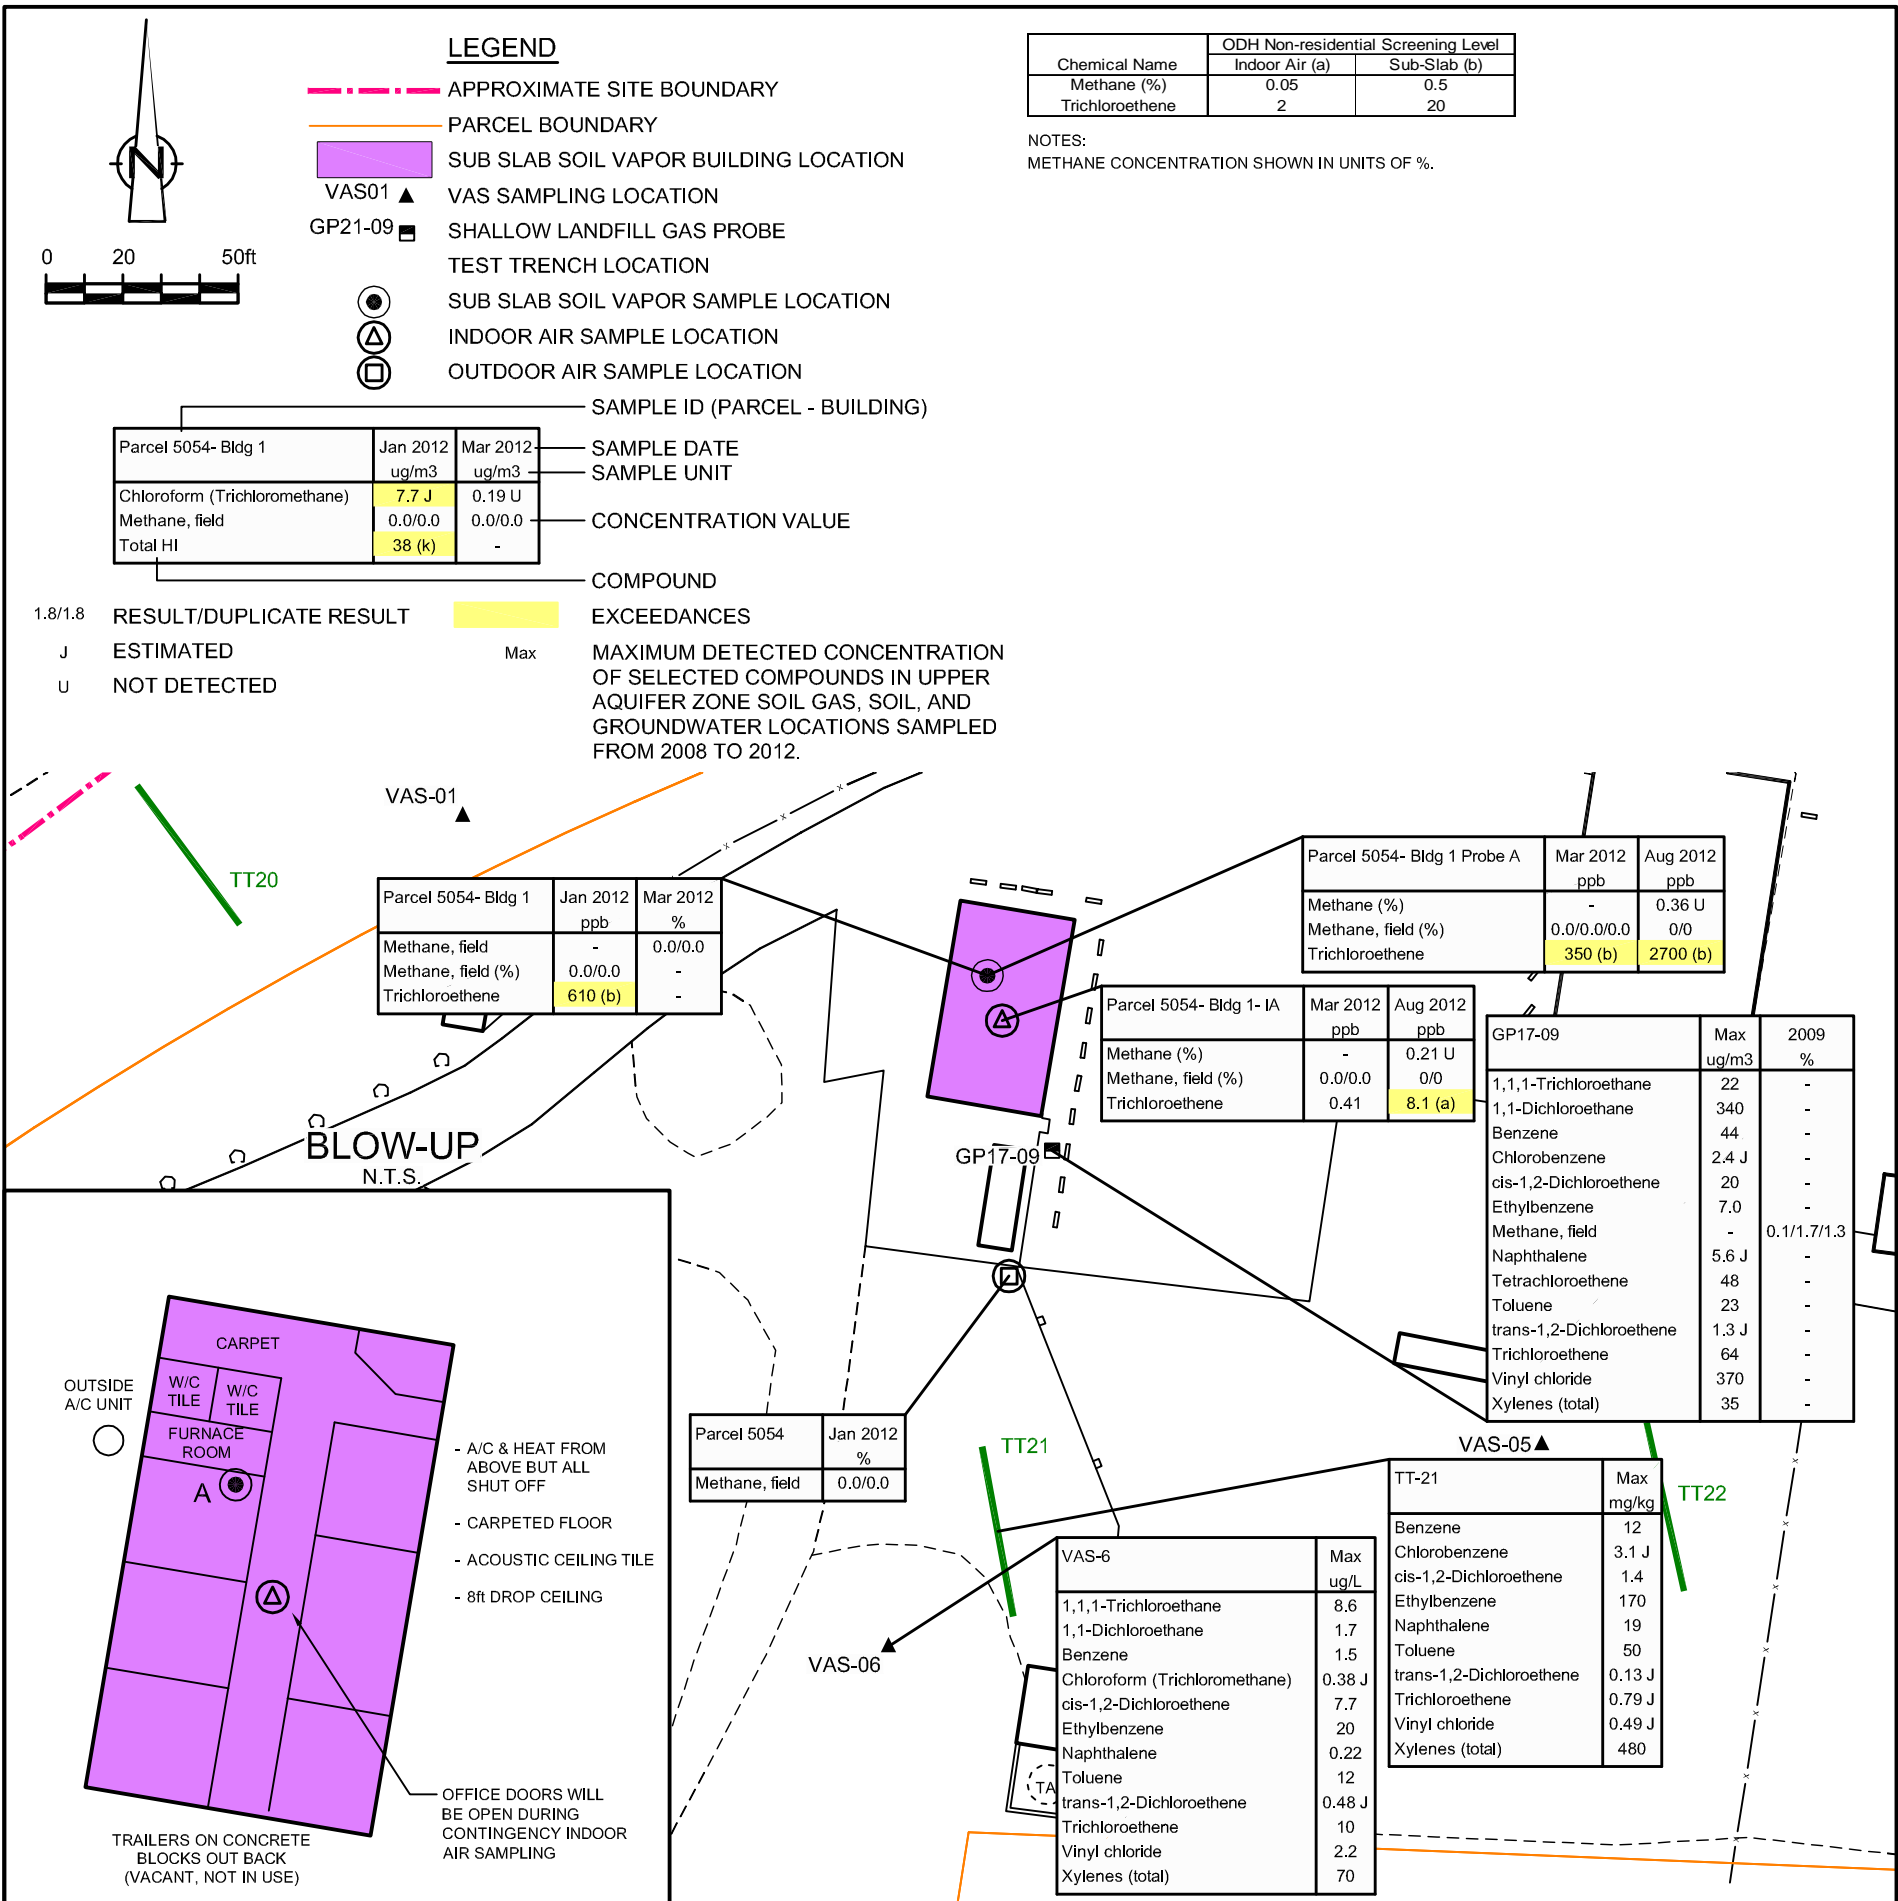 LEGEND
APPROXIMATE SITE BOUNDARY
PARCEL BOUNDARY
SUB SLAB SOIL VAPOR BUILDING LOCATION
VAS01 VAS SAMPLING LOCATION
GP21-09 SHALLOW LANDFILL GAS PROBE
TEST TRENCH LOCATION
SUB SLAB SOIL VAPOR SAMPLE LOCATION
INDOOR AIR SAMPLE LOCATION
OUTDOOR AIR SAMPLE LOCATION
N
0 20 50ft
SAMPLE ID (PARCEL - BUILDING)
Parcel 5054- Bldg 1 Jan 2012 Mar 2012 SAMPLE DATE
ug/m3 ug/m3 SAMPLE UNIT
Chloroform (Trichloromethane) 7.7 J 0.19 U
Methane, field 0.0/0.0 0.0/0.0 CONCENTRATION VALUE
Total HI 38 (k) -
COMPOUND
1.8/1.8 RESULT/DUPLICATE RESULT EXCEEDANCES
J ESTIMATED
U NOT DETECTED
Max MAXIMUM DETECTED CONCENTRATION
OF SELECTED COMPOUNDS IN UPPER
AQUIFER ZONE SOIL GAS, SOIL, AND
GROUNDWATER LOCATIONS SAMPLED
FROM 2008 TO 2012.
ODH Non-residential Screening Level
Chemical Name Indoor Air (a) Sub-Slab (b)
Methane (%) 0.05 0.5
Trichloroethene 2 20
NOTES:
METHANE CONCENTRATION SHOWN IN UNITS OF %.
VAS-01
TT20
Parcel 5054- Bldg 1 Jan 2012 Mar 2012
ppb %
Methane, field - 0.0/0.0
Methane, field (%) 0.0/0.0 -
Trichloroethene 610 (b) -
Parcel 5054- Bldg 1 Probe A Mar 2012 Aug 2012
ppb ppb
Methane (%) - 0.36 U
Methane, field (%) 0.0/0.0/0.0 0/0
Trichloroethene 350 (b) 2700 (b)
Parcel 5054- Bldg 1- IA Mar 2012 Aug 2012
ppb ppb
Methane (%) - 0.21 U
Methane, field (%) 0.0/0.0 0/0
Trichloroethene 0.41 8.1 (a)
GP17-09 Max 2009
ug/m3 %
1,1,1-Trichloroethane 22 -
1,1-Dichloroethane 340 -
Benzene 44 -
Chlorobenzene 2.4 J -
cis-1,2-Dichloroethene 20 -
Ethylbenzene 7.0 -
Methane, field - 0.1/1.7/1.3
Naphthalene 5.6 J -
Tetrachloroethene 48 -
Toluene 23 -
trans-1,2-Dichloroethene 1.3 J -
Trichloroethene 64 -
Vinyl chloride 370 -
Xylenes (total) 35 -
GP17-09
BLOW-UP
N.T.S.
CARPET
W/C
TILE
W/C
TILE
FURNACE
ROOM
A
OUTSIDE
A/C UNIT
- A/C & HEAT FROM
ABOVE BUT ALL
SHUT OFF
- CARPETED FLOOR
- ACOUSTIC CEILING TILE
- 8ft DROP CEILING
OFFICE DOORS WILL
BE OPEN DURING
CONTINGENCY INDOOR
AIR SAMPLING
TRAILERS ON CONCRETE
BLOCKS OUT BACK
(VACANT, NOT IN USE)
Parcel 5054 Jan 2012
%
Methane, field 0.0/0.0
TT21
VAS-05
TT22
TT-21 Max
mg/kg
Benzene 12
Chlorobenzene 3.1 J
cis-1,2-Dichloroethene 1.4
Ethylbenzene 170
Naphthalene 19
Toluene 50
trans-1,2-Dichloroethene 0.13 J
Trichloroethene 0.79 J
Vinyl chloride 0.49 J
Xylenes (total) 480
VAS-06
VAS-6 Max
ug/L
1,1,1-Trichloroethane 8.6
1,1-Dichloroethane 1.7
Benzene 1.5
Chloroform (Trichloromethane) 0.38 J
cis-1,2-Dichloroethene 7.7
Ethylbenzene 20
Naphthalene 0.22
Toluene 12
trans-1,2-Dichloroethene 0.48 J
Trichloroethene 10
Vinyl chloride 2.2
Xylenes (total) 70